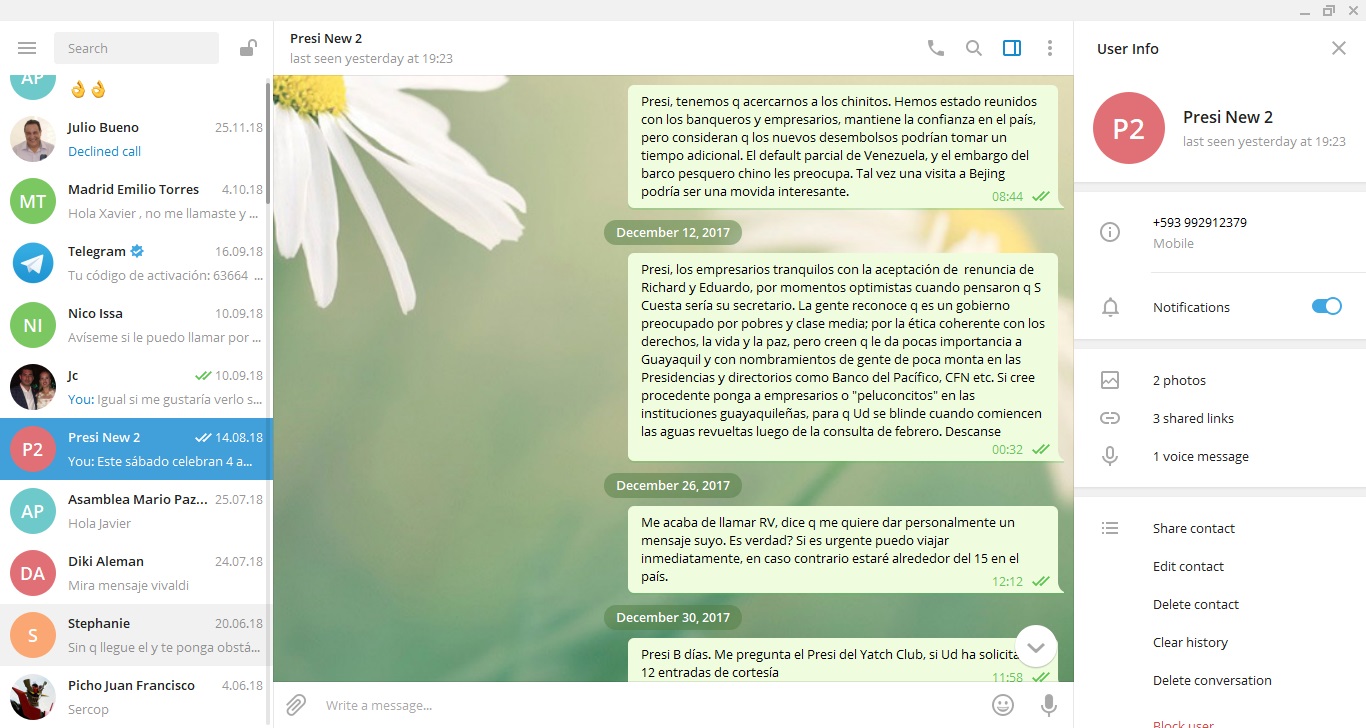 Search
AP
👌👌
Julio Bueno 25.11.18
Declined call
MT
Madrid Emilio Torres 4.10.18
Hola Xavier , no me llamaste y ...
Telegram 16.09.18
Tu código de activación: 63664 ...
NI
Nico Issa 10.09.18
Avíseme si le puedo llamar por ...
Jc 10.09.18
You: Igual si me gustaría verlo s...
P2
Presi New 2 14.08.18
You: Este sábado celebran 4 a...
AP
Asamblea Mario Paz... 25.07.18
Hola Javier
DA
Diki Aleman 24.07.18
Mira mensaje vivaldi
S
Stephanie 20.06.18
Sin q llegue el y te ponga obstá...
Picho Juan Francisco 4.06.18
Sercop
Presi New 2
last seen yesterday at 19:23
Presi, tenemos q acercarnos a los chinitos. Hemos estado reunidos
con los banqueros y empresarios, mantiene la confianza en el país,
pero consideran q los nuevos desembolsos podrían tomar un
tiempo adicional. El default parcial de Venezuela, y el embargo del
barco pesquero chino les preocupa. Tal vez una visita a Bejing
podría ser una movida interesante.
08:44
December 12, 2017
Presi, los empresarios tranquilos con la aceptación de  renuncia de
Richard y Eduardo, por momentos optimistas cuando pensaron q S
Cuesta sería su secretario. La gente reconoce q es un gobierno
preocupado por pobres y clase media; por la ética coherente con los
derechos, la vida y la paz, pero creen q le da pocas importancia a
Guayaquil y con nombramientos de gente de poca monta en las
Presidencias y directorios como Banco del Pacífico, CFN etc. Si cree
procedente ponga a empresarios o "peluconcitos" en las
instituciones guayaquileñas, para q Ud se blinde cuando comiencen
las aguas revueltas luego de la consulta de febrero. Descanse
00:32
December 26, 2017
Me acaba de llamar RV, dice q me quiere dar personalmente un
mensaje suyo. Es verdad? Si es urgente puedo viajar
inmediatamente, en caso contrario estaré alrededor del 15 en el
país.
12:12
December 30, 2017
Presi B días. Me pregunta el Presi del Yatch Club, si Ud ha solicita
12 entradas de cortesía
11:58
Write a message...
User Info
P2
Presi New 2
last seen yesterday at 19:23
+593 992912379
Mobile
Notifications
2 photos
3 shared links
1 voice message
Share contact
Edit contact
Delete contact
Clear history
Delete conversation
Block user